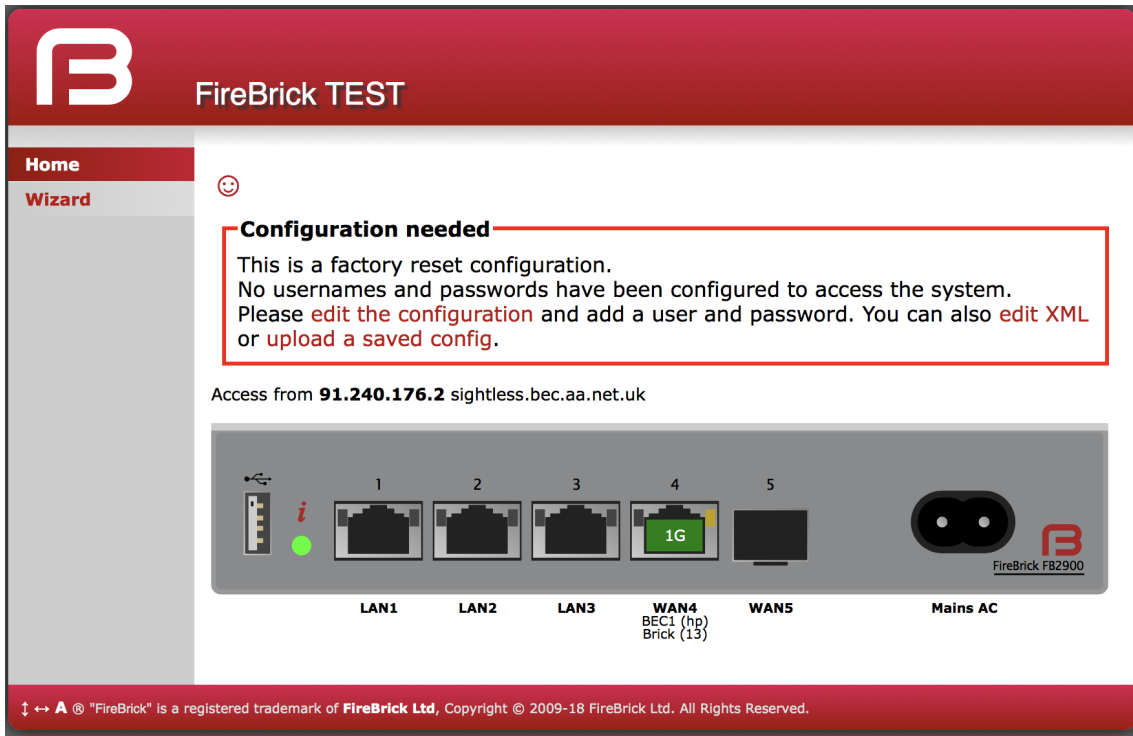 FireBrick TEST
Home
Wizard
Configuration needed
This is a factory reset configuration.
No usernames and passwords have been configured to access the system.
Please edit the configuration and add a user and password. You can also edit XML
or upload a saved config.
Access from 91.240.176.2 sightless.bec.aa.net.uk
1 2 3 4 5
i
1G
FireBrick FB2900
LAN1 LAN2 LAN3 WAN4 WAN5 Mains AC
BEC1 (hp)
Brick (13)
↕ ↔ A ® "FireBrick" is a registered trademark of FireBrick Ltd, Copyright © 2009-18 FireBrick Ltd. All Rights Reserved.